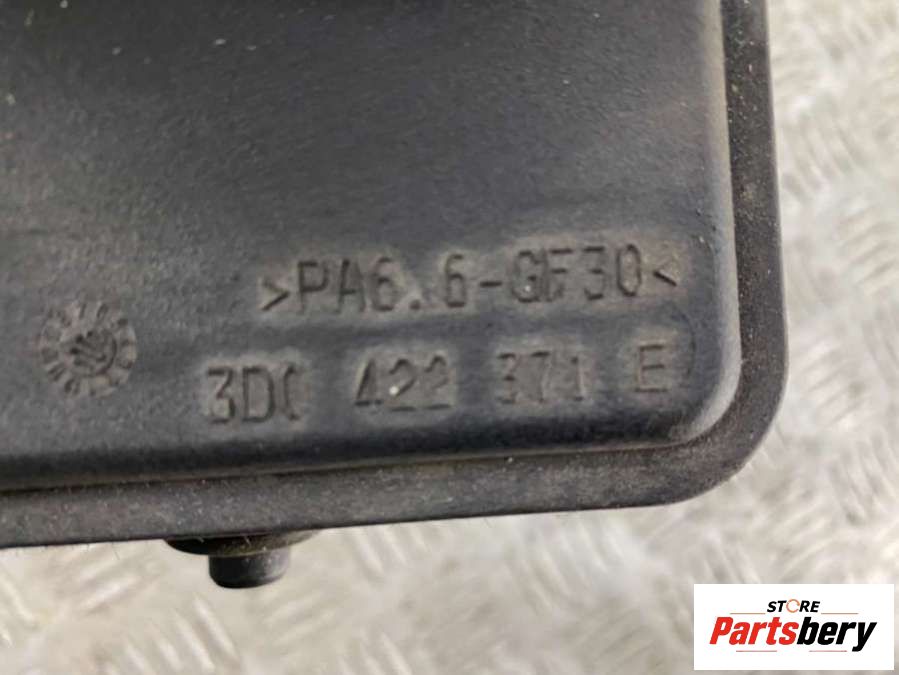 >PA6.6-GF30<
3D0 422 371 E
STORE
Partsbery